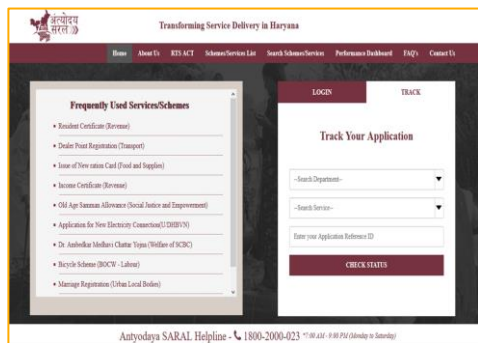 अंत्योदय
सरल
Transforming Service Delivery in Haryana
Home About Us RTS ACT Schemes/Services List Search Schemes/Services Performance Dashboard FAQ's Contact Us
Frequently Used Services/Schemes
Resident Certificate (Revenue)
Dealer Point Registration (Transport)
Issue of New ration Card (Food and Supplies)
Income Certificate (Revenue)
Old Age Samman Allowance (Social Justice and Empowerment)
Application for New Electricity Connection(U/DHBVN)
Dr. Ambedkar Medhavi Chattar Yojna (Welfare of SCBC)
Bicycle Scheme (BOCW - Labour)
Marriage Registration (Urban Local Bodies)
LOGIN TRACK
Track Your Application
--Search Department--
--Search Service--
Enter your Application Reference ID
CHECK STATUS
Antyodaya SARAL Helpline - 1800-2000-023 *7:00 AM - 9:00 PM (Monday to Saturday)